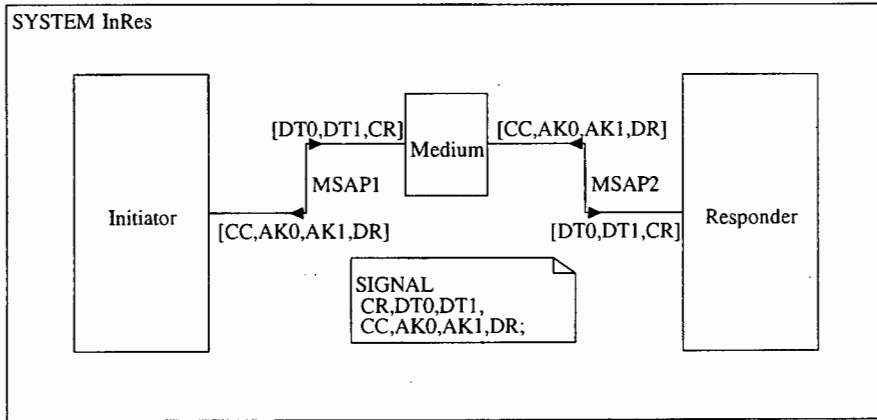 SYSTEM InRes
[DT0,DT1,CR]
[CC,AK0,AK1,DR]
Medium
MSAP1
MSAP2
Initiator
Responder
[CC,AK0,AK1,DR]
[DT0,DT1,CR]
SIGNAL
CR,DT0,DT1,
CC,AK0,AK1,DR;